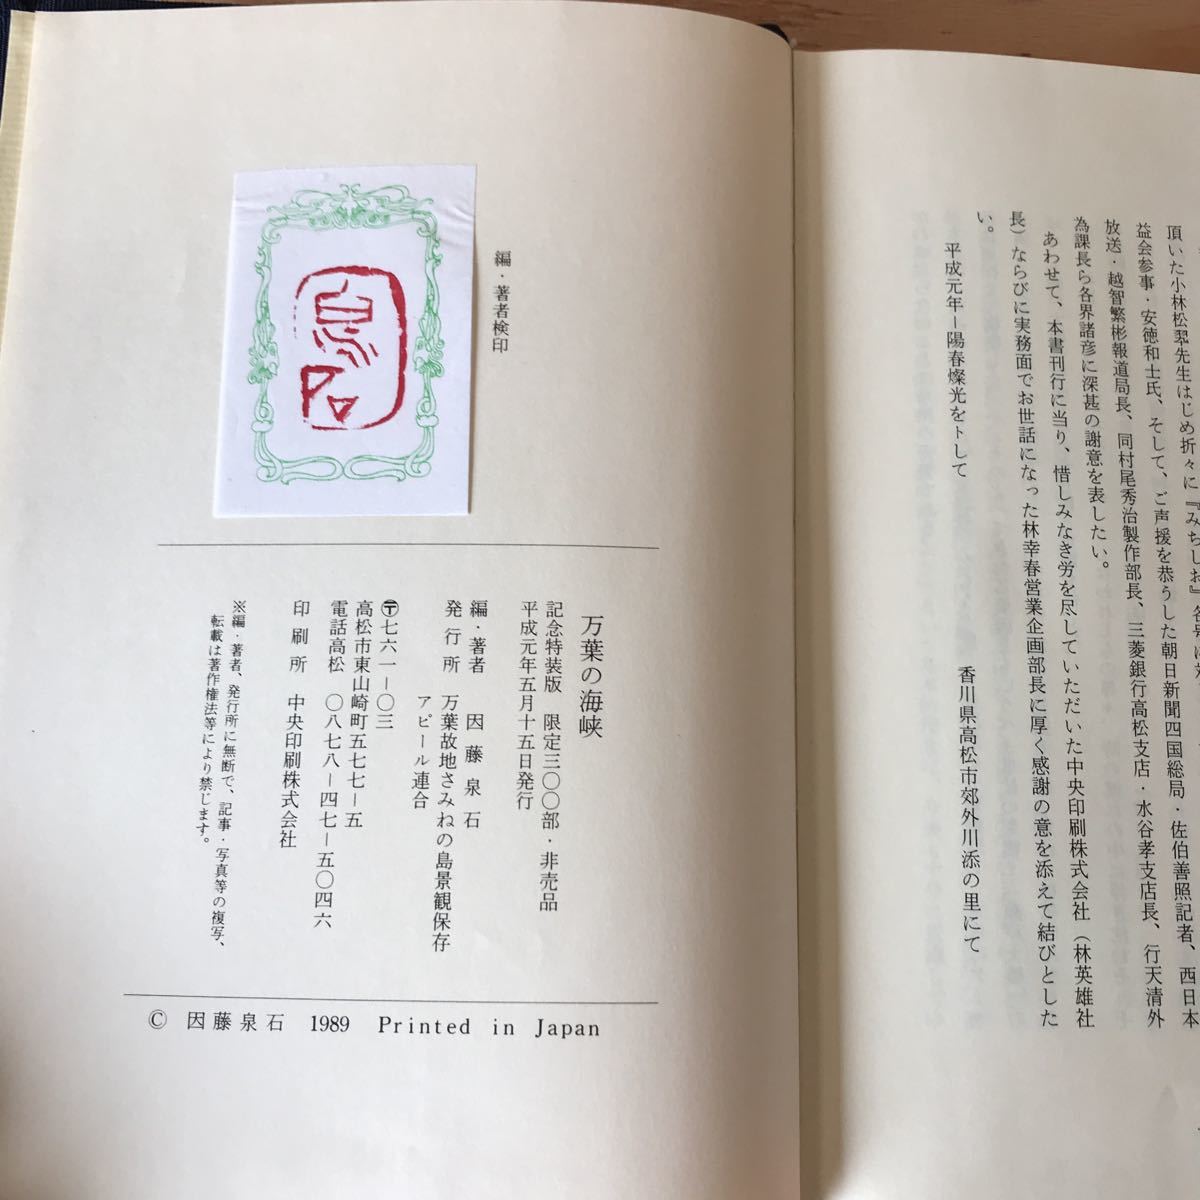 頂いた小林松翠先生はじめ折々に『みちしお』各号に
益会参事・安徳和士氏、そして、ご声援を恭うした朝日新聞四国総局・佐伯善照記者、西日本
放送・越智繁彬報道局長、同村尾秀治製作部長、三菱銀行高松支店・水谷孝支店長、行天清外
為課長ら各界諸彦に深甚の謝意を表したい。
あわせて、本書刊行に当り、惜しみなき労を尽していただいた中央印刷株式会社（林英雄社
長）ならびに実務面でお世話になった林幸春営業企画部長に厚く感謝の意を添えて結びとした
い。
平成元年－陽春燦光をトして
香川県高松市郊外川添の里にて
編・著者検印
泉石
万葉の海峡
記念特装版　限定三〇〇部・非売品
平成元年五月十五日発行
編・著者　因藤泉石
発行所　万葉故地さみねの島景観保存
アピール連合
〶七六一－〇三
高松市東山崎町五七七－五
電話高松　〇八七八－四七－五〇四六
印刷所　中央印刷株式会社
※編・著者、発行所に無断で、記事・写真等の複写、
転載は著作権法等により禁じます。
© 因藤泉石 1989 Printed in Japan